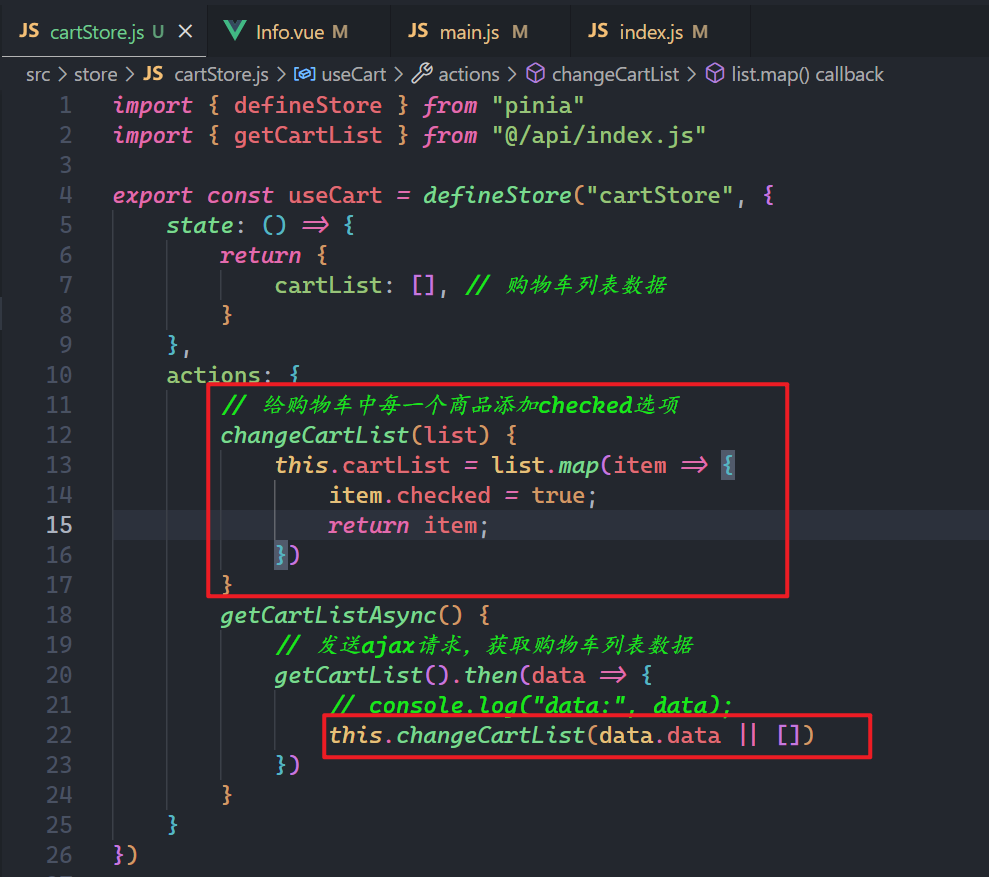 JS cartStore.js U × Info.vue M JS main.js M JS index.js M
src > store > JS cartStore.js > useCart > actions > changeCartList > list.map() callback
1 import { defineStore } from "pinia"
2 import { getCartList } from "@/api/index.js"
3
4 export const useCart = defineStore("cartStore", {
5 state: () => {
6 return {
7 cartList: [], // 购物车列表数据
8 }
9 },
10 actions: {
11 // 给购物车中每一个商品添加checked选项
12 changeCartList(list) {
13 this.cartList = list.map(item => {
14 item.checked = true;
15 return item;
16 })
17 }
18 getCartListAsync() {
19 // 发送ajax请求，获取购物车列表数据
20 getCartList().then(data => {
21 // console.log("data:", data);
22 this.changeCartList(data.data || [])
23 })
24 }
25 }
26 })